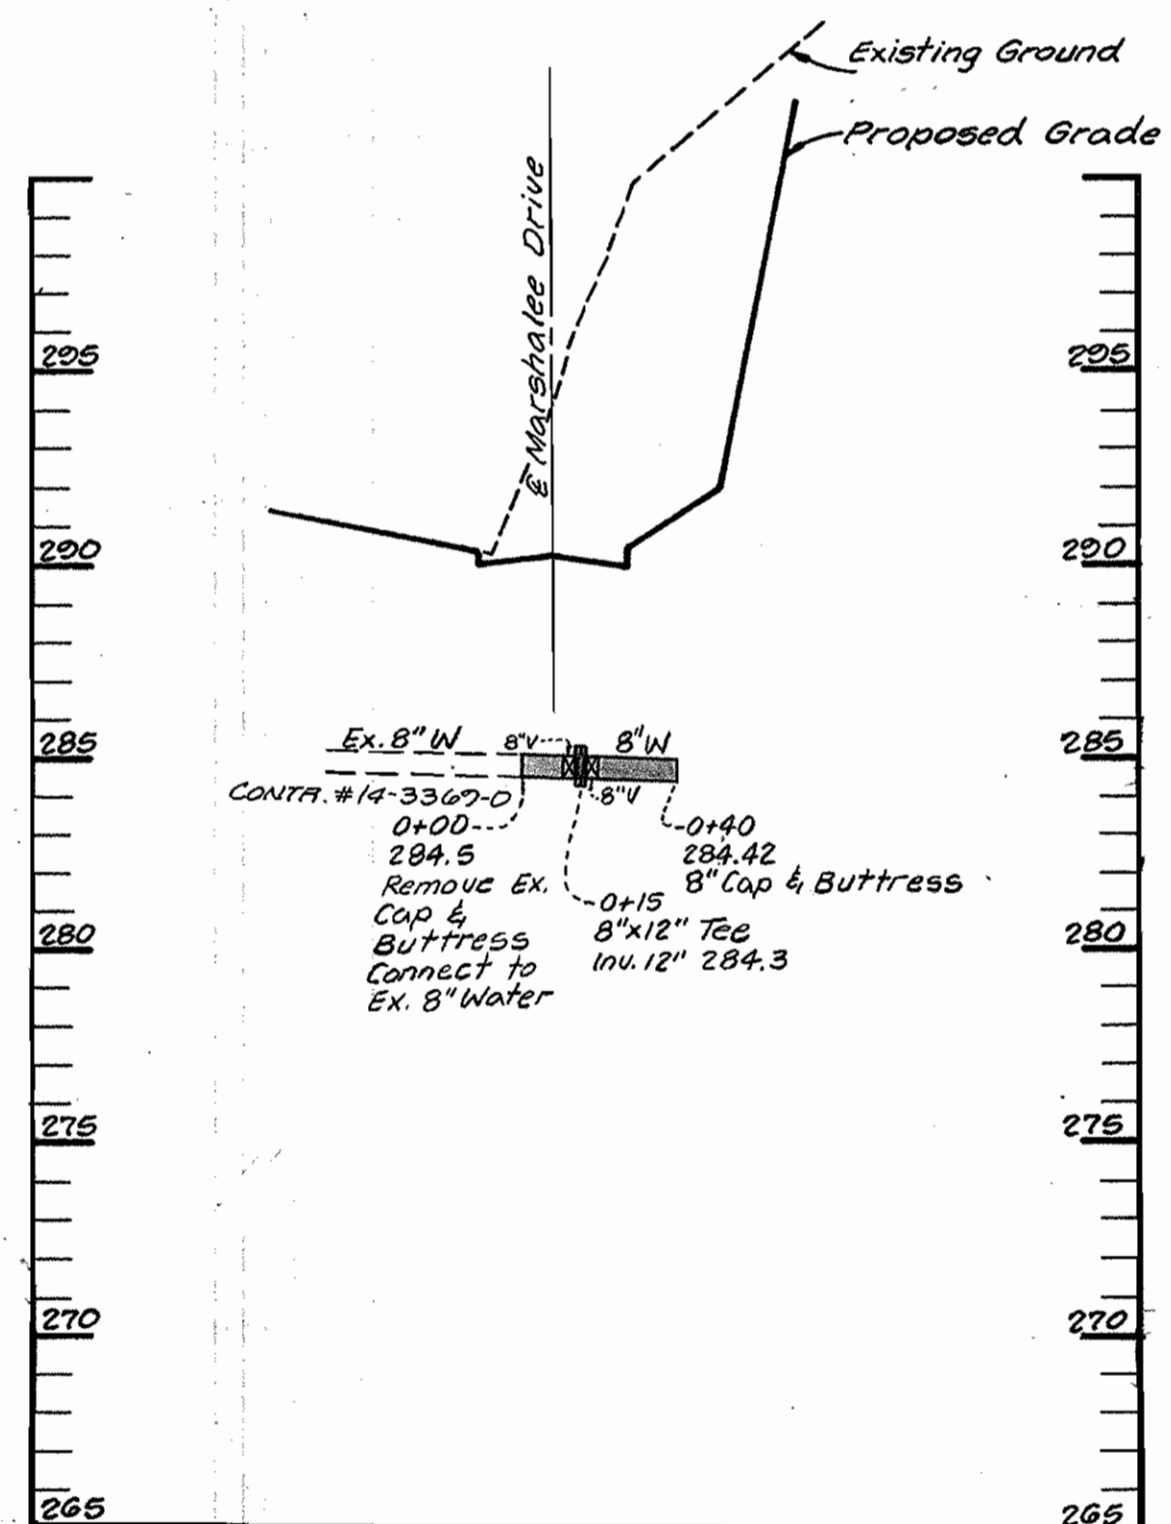 Existing Ground
Proposed Grade
℄ Marshalee Drive
295
295
290
290
285
285
Ex. 8" W
8"V
8"W
CONTR. #14-3369-D
8"V
0+00
284.5
Remove Ex.
Cap &
Buttress
Connect to
Ex. 8" Water
0+15
8"x12" Tee
Inv. 12" 284.3
0+40
284.42
8" Cap & Buttress
280
280
275
275
270
270
265
265